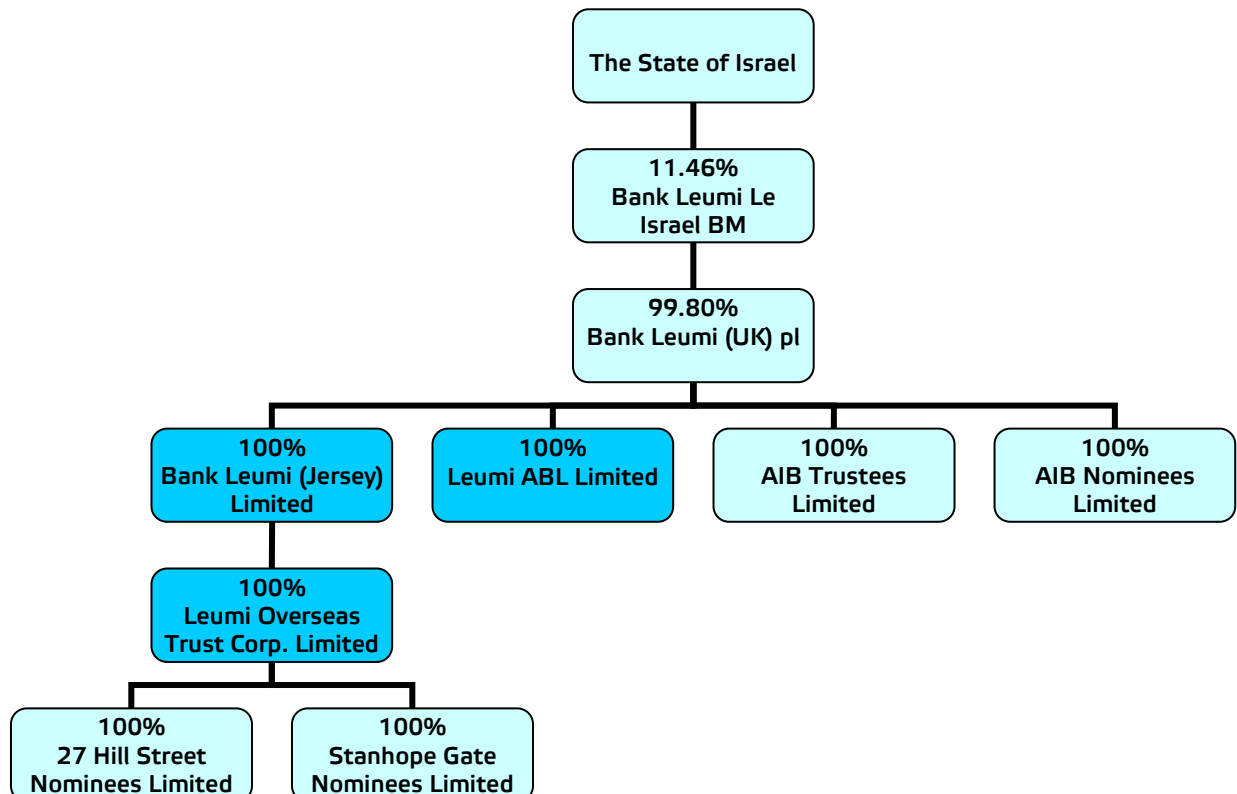 The State of Israel
11.46%
Bank Leumi Le
Israel BM
99.80%
Bank Leumi (UK) pl
100%
Bank Leumi (Jersey)
Limited
100%
Leumi ABL Limited
100%
AIB Trustees
Limited
100%
AIB Nominees
Limited
100%
Leumi Overseas
Trust Corp. Limited
100%
27 Hill Street
Nominees Limited
100%
Stanhope Gate
Nominees Limited